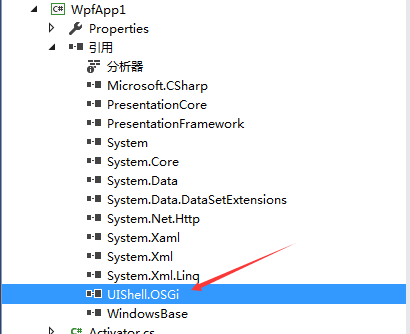 C# WpfApp1
Properties
引用
分析器
Microsoft.CSharp
PresentationCore
PresentationFramework
System
System.Core
System.Data
System.Data.DataSetExtensions
System.Net.Http
System.Xaml
System.Xml
System.Xml.Linq
UIShell.OSGi
WindowsBase
C# Activator.cs